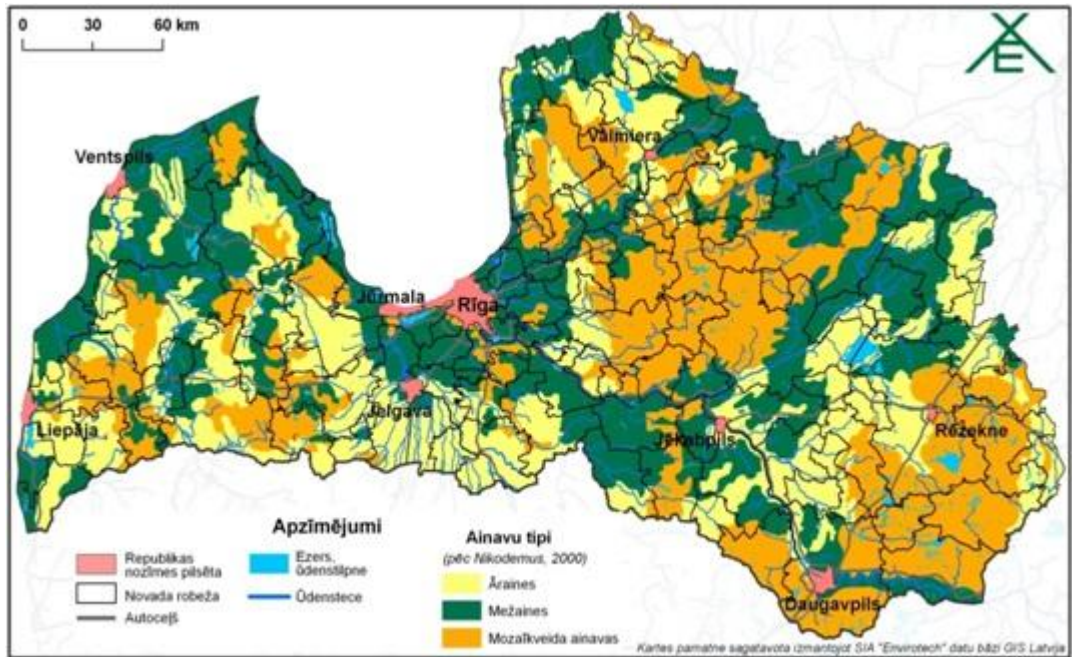 0 30 60 km
Ventspils
Valmiera
Jūrmala
Rīga
Jelgava
Liepāja
Jēkabpils
Rēzekne
Daugavpils
Apzīmējumi
Republikas
nozīmes pilsēta
Novada robeža
Autoceļš
Ezers,
ūdenstilpne
Ūdenstece
Ainavu tipi
(pēc Nikodemus, 2000)
Āraines
Mežaines
Mozaīkveida ainavas
Kartes pamatne sagatavota izmantojot SIA "Envirotech" datu bāzi GIS Latvija